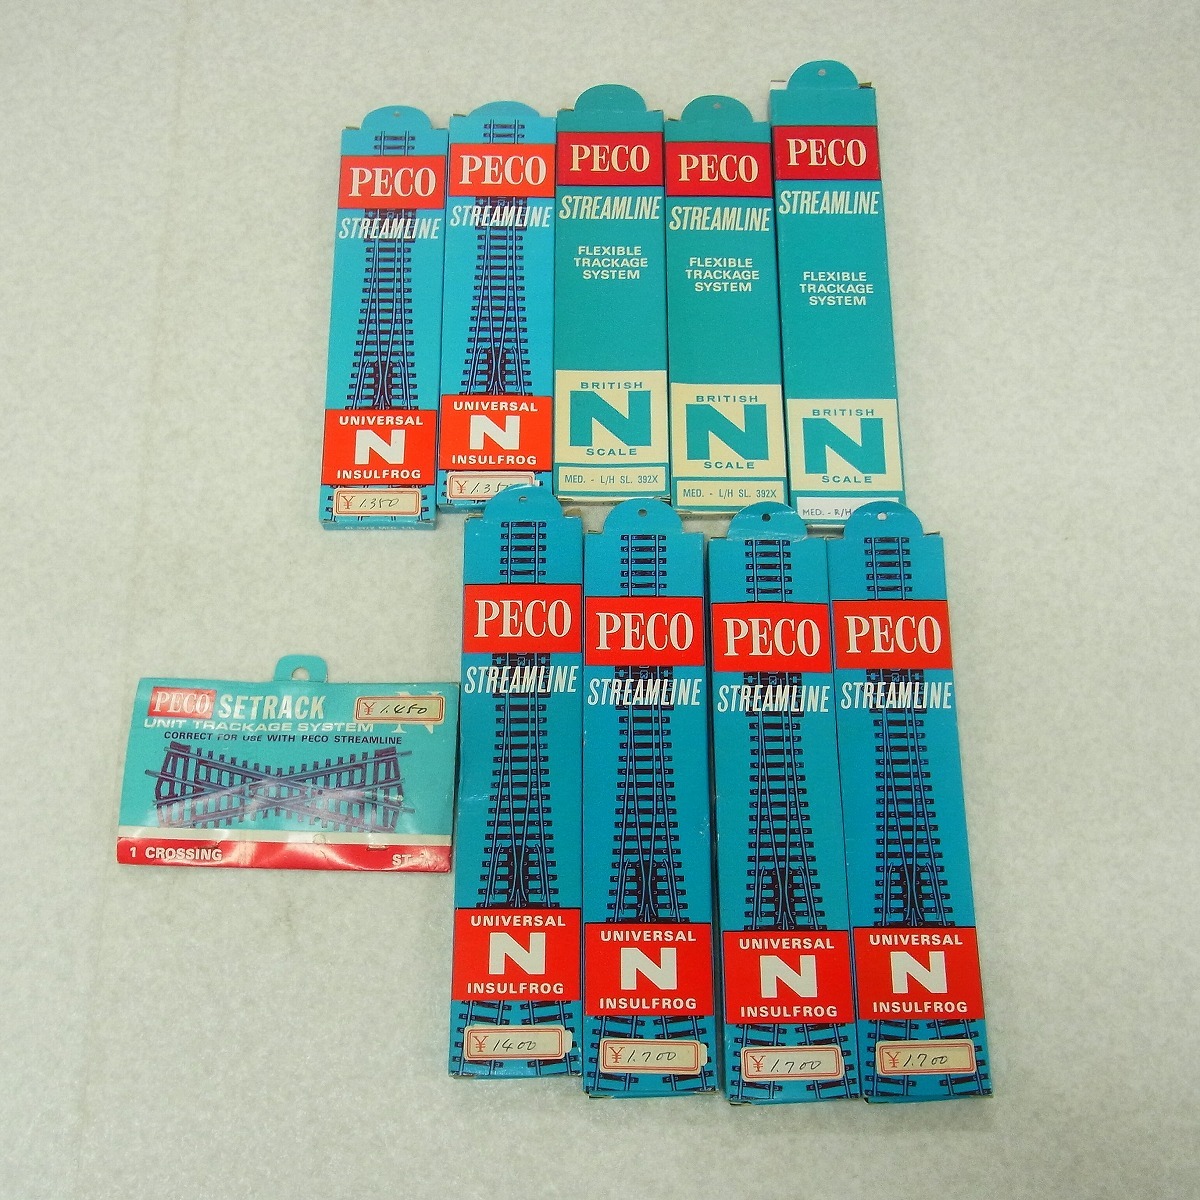 PECO
STREAMLINE
UNIVERSAL
N
INSULFROG
¥1.350
PECO
STREAMLINE
UNIVERSAL
N
INSULFROG
¥1.350
PECO
STREAMLINE
FLEXIBLE
TRACKAGE
SYSTEM
BRITISH
N
SCALE
MED. - L/H SL. 392X
PECO
STREAMLINE
FLEXIBLE
TRACKAGE
SYSTEM
BRITISH
N
SCALE
MED. - L/H SL. 392X
PECO
STREAMLINE
FLEXIBLE
TRACKAGE
SYSTEM
BRITISH
N
SCALE
MED. - R/H
PECO SETRACK
¥1.450
UNIT TRACKAGE SYSTEM N
CORRECT FOR USE WITH PECO STREAMLINE
1 CROSSING
PECO
STREAMLINE
UNIVERSAL
N
INSULFROG
¥1400
PECO
STREAMLINE
UNIVERSAL
N
INSULFROG
¥1.700
PECO
STREAMLINE
UNIVERSAL
N
INSULFROG
¥1.700
PECO
STREAMLINE
UNIVERSAL
N
INSULFROG
¥1.700